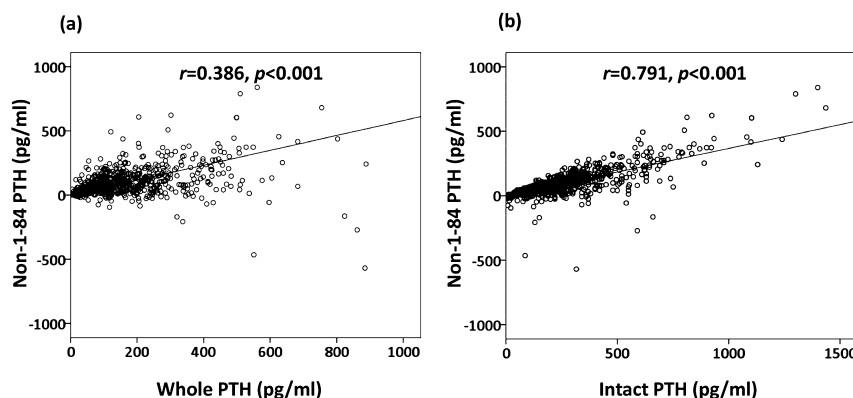 (a)
r=0.386, p<0.001
1000
500
0
-500
-1000
Non-1-84 PTH (pg/ml)
0 200 400 600 800 1000
Whole PTH (pg/ml)
(b)
r=0.791, p<0.001
1000
500
0
-500
-1000
Non-1-84 PTH (pg/ml)
0 500 1000 1500
Intact PTH (pg/ml)